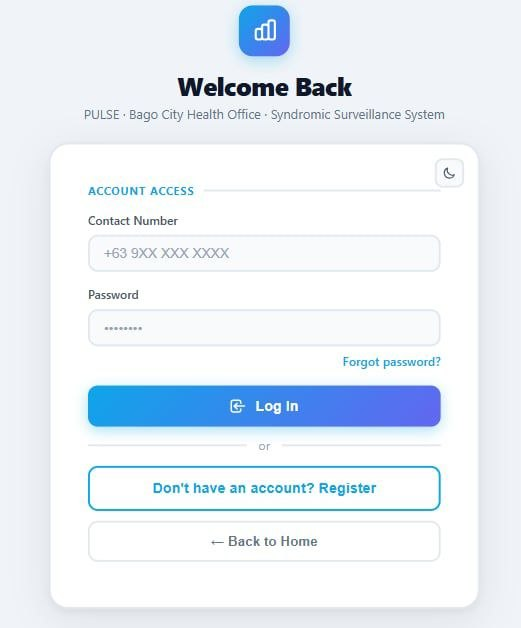 Welcome Back
PULSE · Bago City Health Office · Syndromic Surveillance System
ACCOUNT ACCESS
Contact Number
+63 9XX XXX XXXX
Password
••••••••
Forgot password?
Log In
or
Don't have an account? Register
← Back to Home